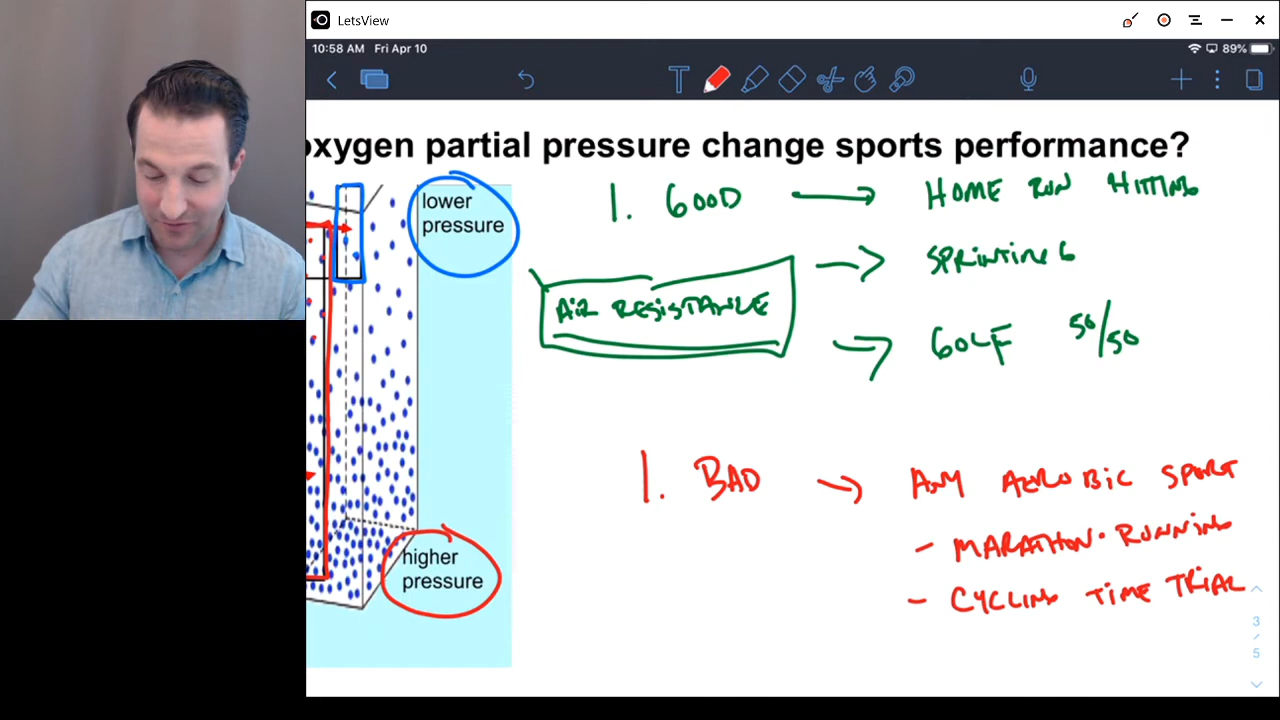 LetsView
10:58 AM Fri Apr 10
89%
oxygen partial pressure change sports performance?
lower
pressure
1. GOOD → HOME RUN HITTING
→ SPRINTING
AIR RESISTANCE
→ GOLF 50/50
1. BAD → ANY AEROBIC SPORT
- MARATHON RUNNING
higher
pressure
- CYCLING TIME TRIAL
3
/
5